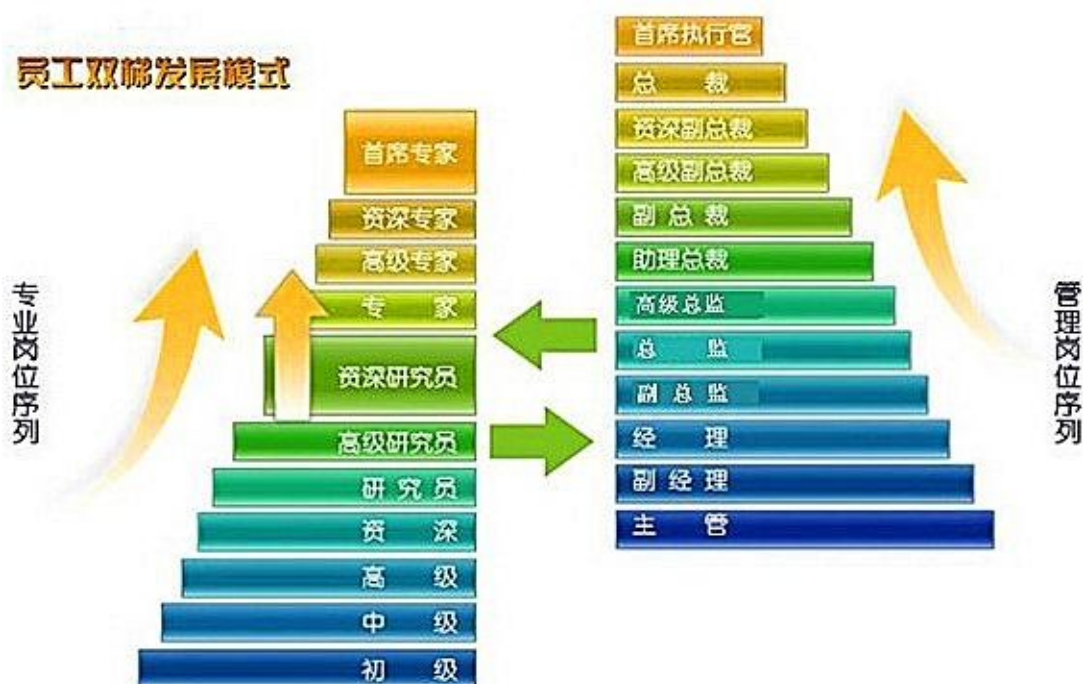 员工双梯发展模式
专业岗位序列
首席专家
资深专家
高级专家
专 家
资深研究员
高级研究员
研 究 员
资 深
高 级
中 级
初 级
首席执行官
总 裁
资深副总裁
高级副总裁
副 总 裁
助理总裁
高级总监
总 监
副 总 监
经 理
副 经 理
主 管
管理岗位序列